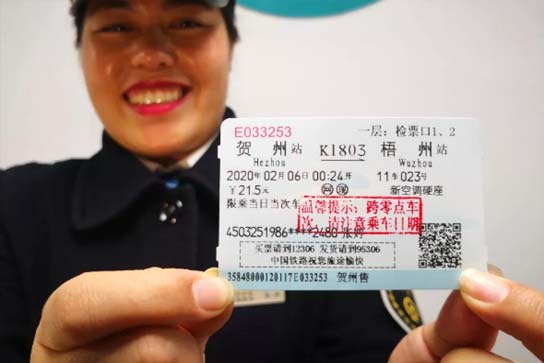 E033253 一层：检票口1、2
贺州站 K1803 梧州站
Hezhou Wuzhou
2020年02月06日00:24开 11车023号
￥21.5元 网 新空调硬座
限乘当日当次车
温馨提示：跨零点车
次，请注意乘车日期
4503251986****2480
买票请到12306 发货请到95306
中国铁路祝您旅途愉快
35848000120117E033253 贺州售